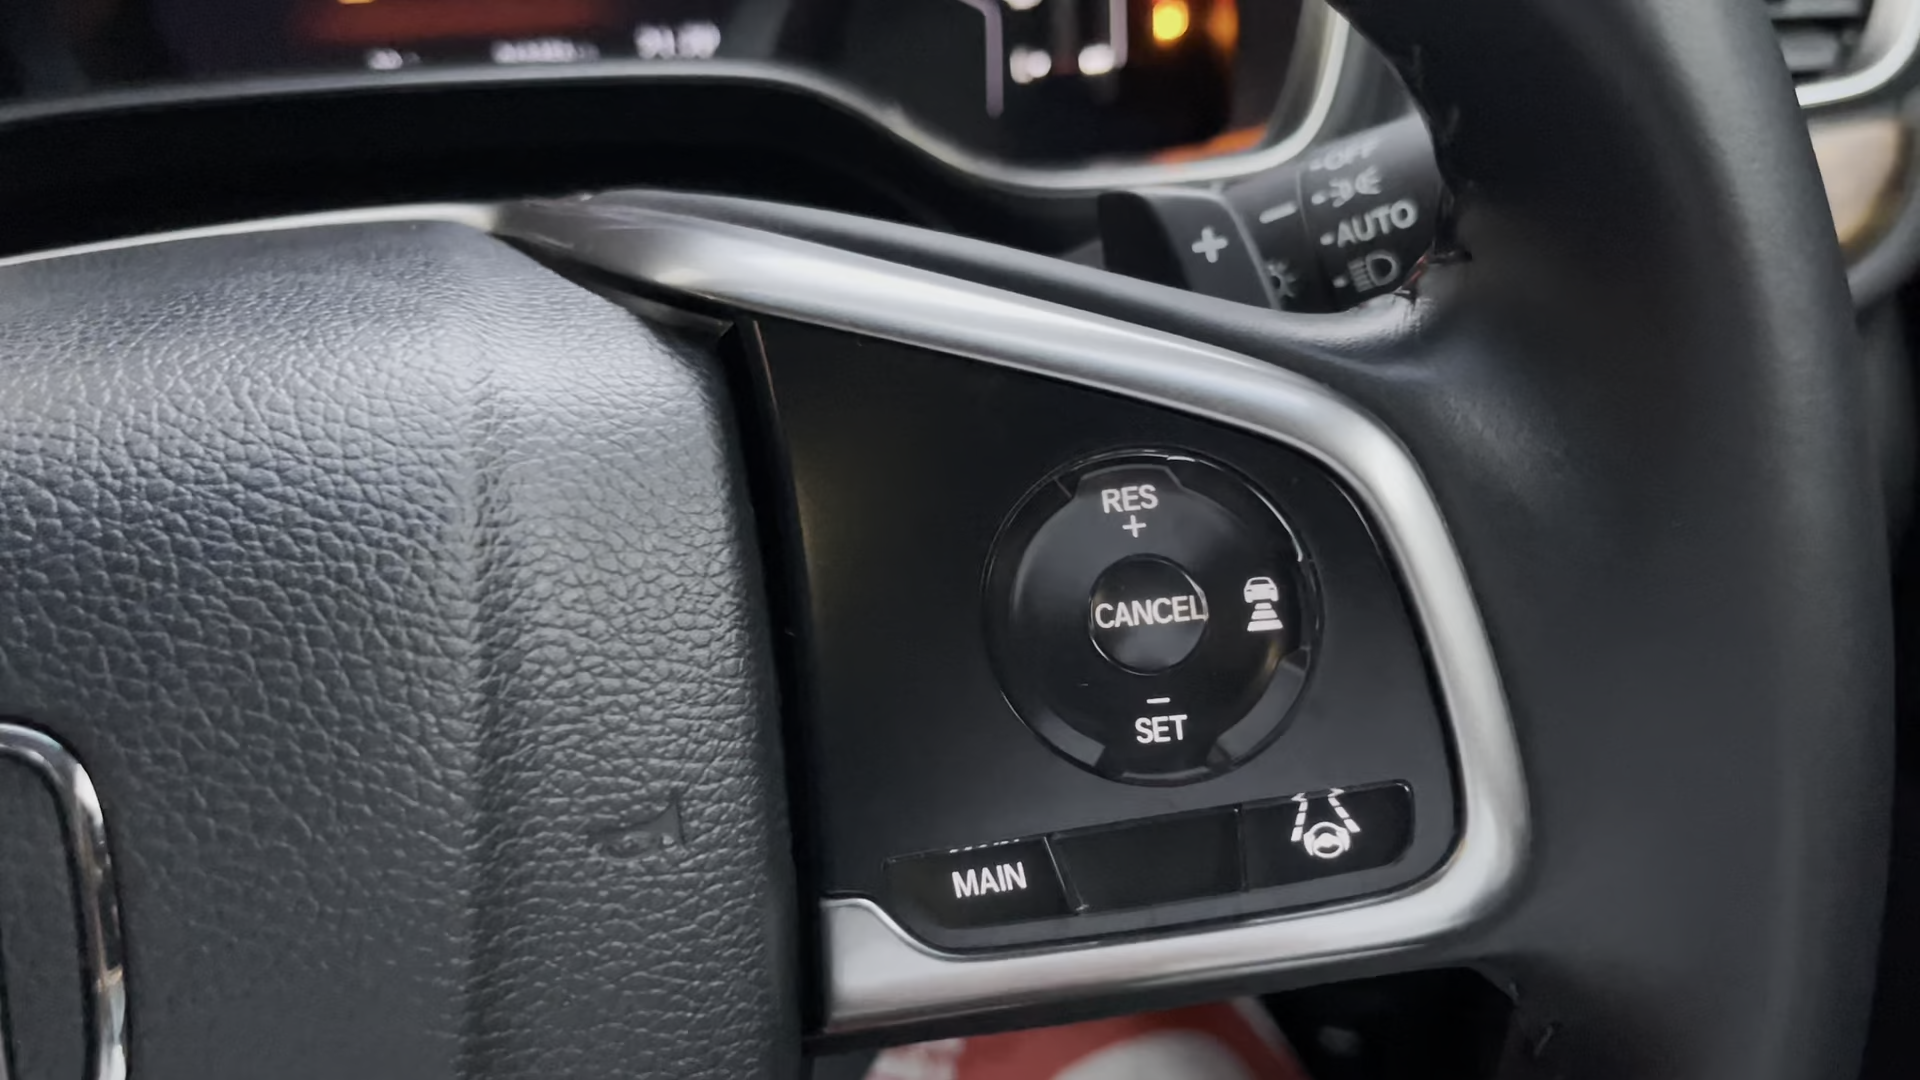 OFF
+
-
AUTO
RES
+
CANCEL
-
SET
MAIN